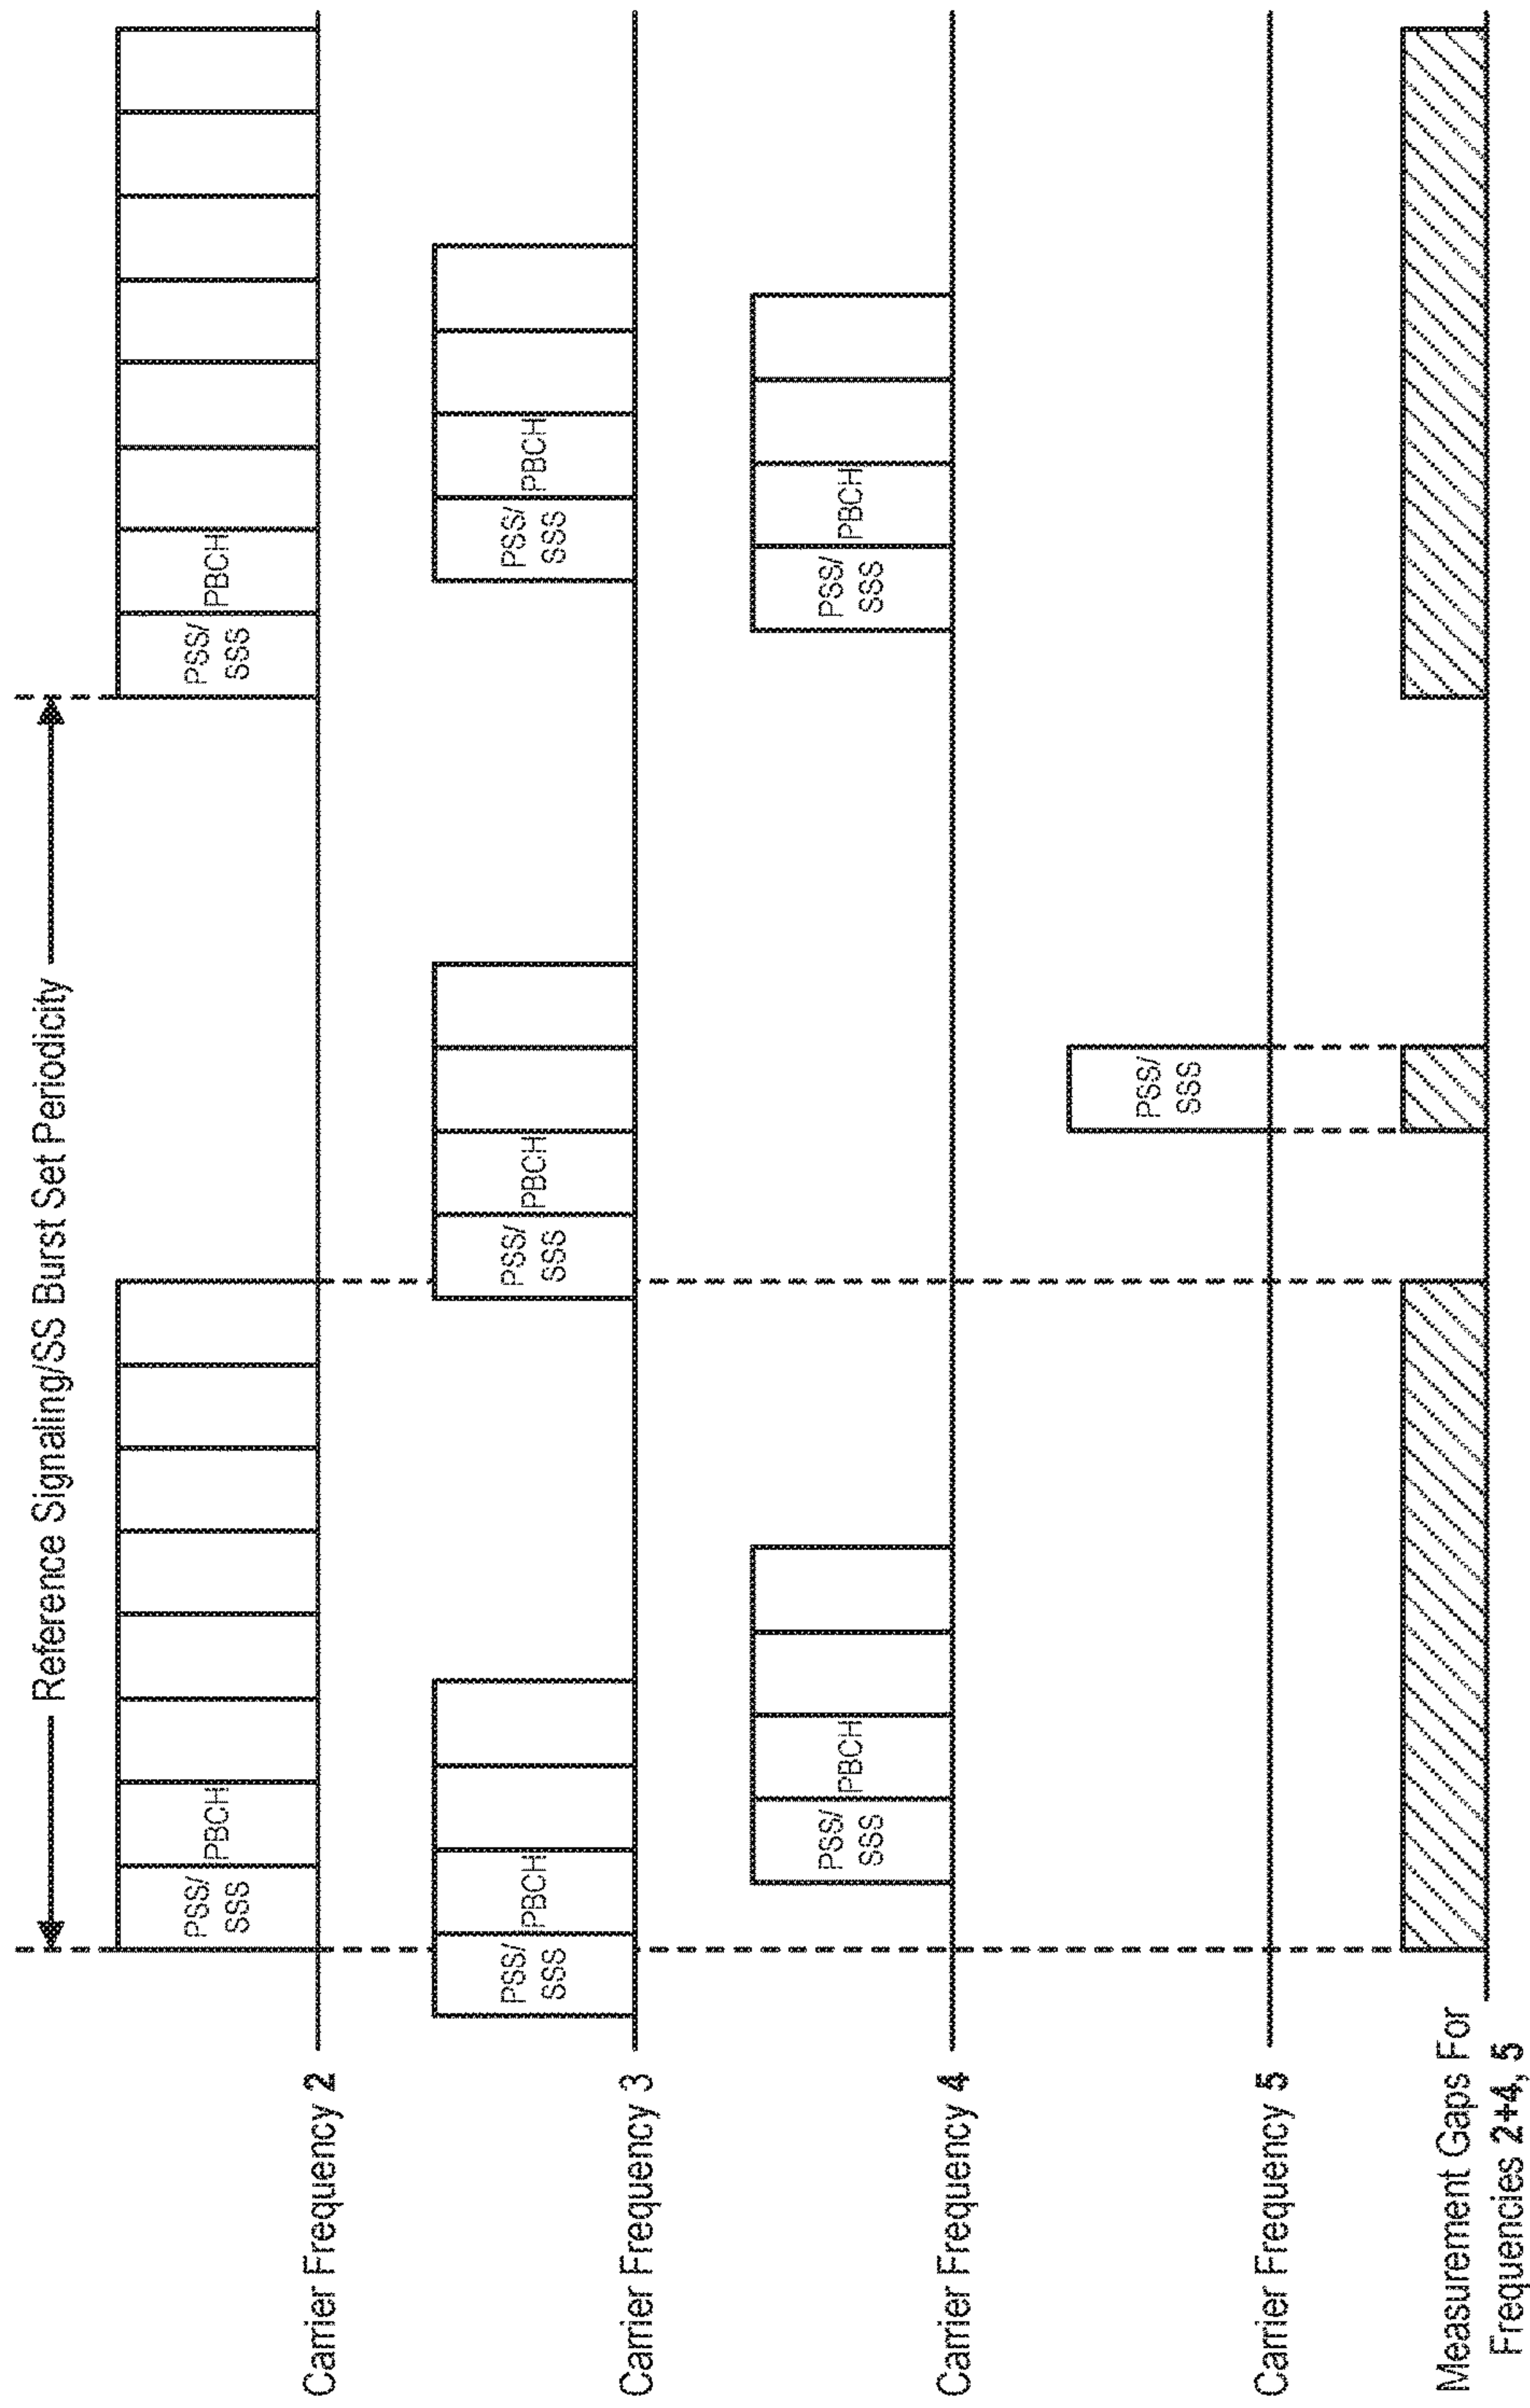 Reference Signaling/SS Burst Set Periodicity
Carrier Frequency 2
PSS/
SSS
PBCH
PSS/
SSS
PBCH
Carrier Frequency 3
PSS/
SSS
PBCH
PSS/
SSS
PBCH
PSS/
SSS
PBCH
Carrier Frequency 4
PSS/
SSS
PBCH
PSS/
SSS
PBCH
Carrier Frequency 5
PSS/
SSS
Measurement Gaps For
Frequencies 2+4, 5